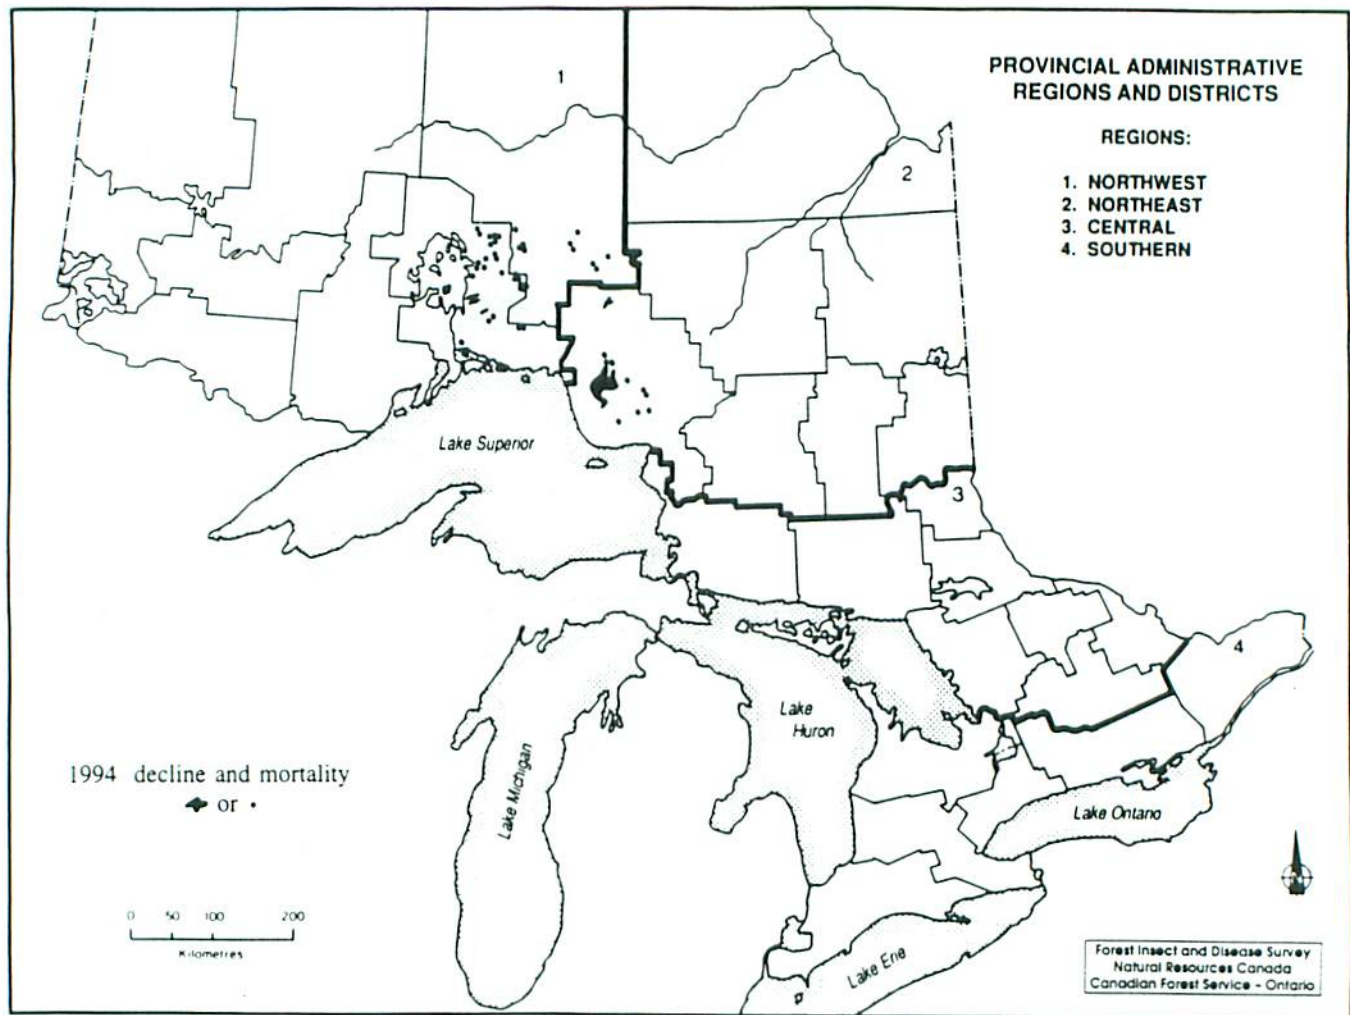 PROVINCIAL ADMINISTRATIVE
REGIONS AND DISTRICTS
REGIONS:
1. NORTHWEST
2. NORTHEAST
3. CENTRAL
4. SOUTHERN
1
2
Lake Superior
3
4
Lake
Huron
Lake Michigan
Lake Ontario
Lake Erie
1994 decline and mortality
or
0 50 100 200
Kilometres
Forest Insect and Disease Survey
Natural Resources Canada
Canadian Forest Service - Ontario